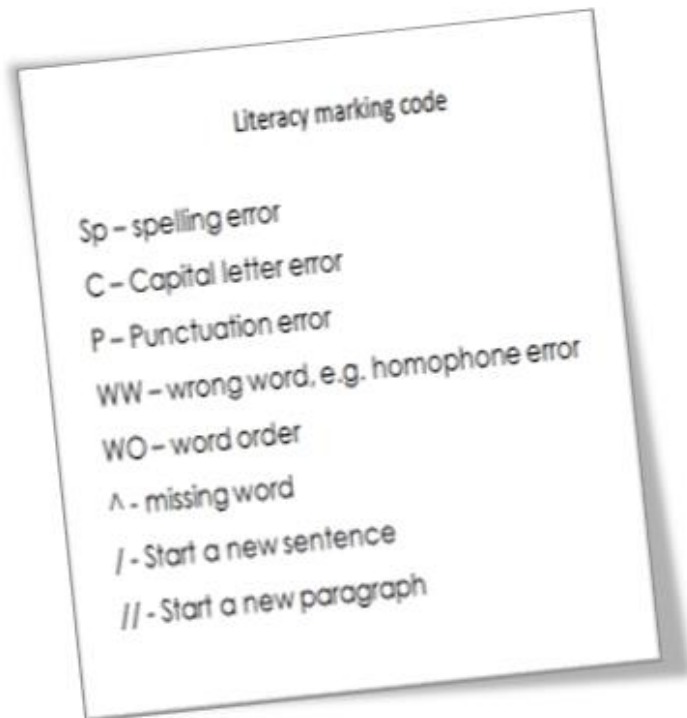 Literacy marking code
Sp – spelling error
C – Capital letter error
P – Punctuation error
WW – wrong word, e.g. homophone error
WO – word order
^ - missing word
/ - Start a new sentence
// - Start a new paragraph